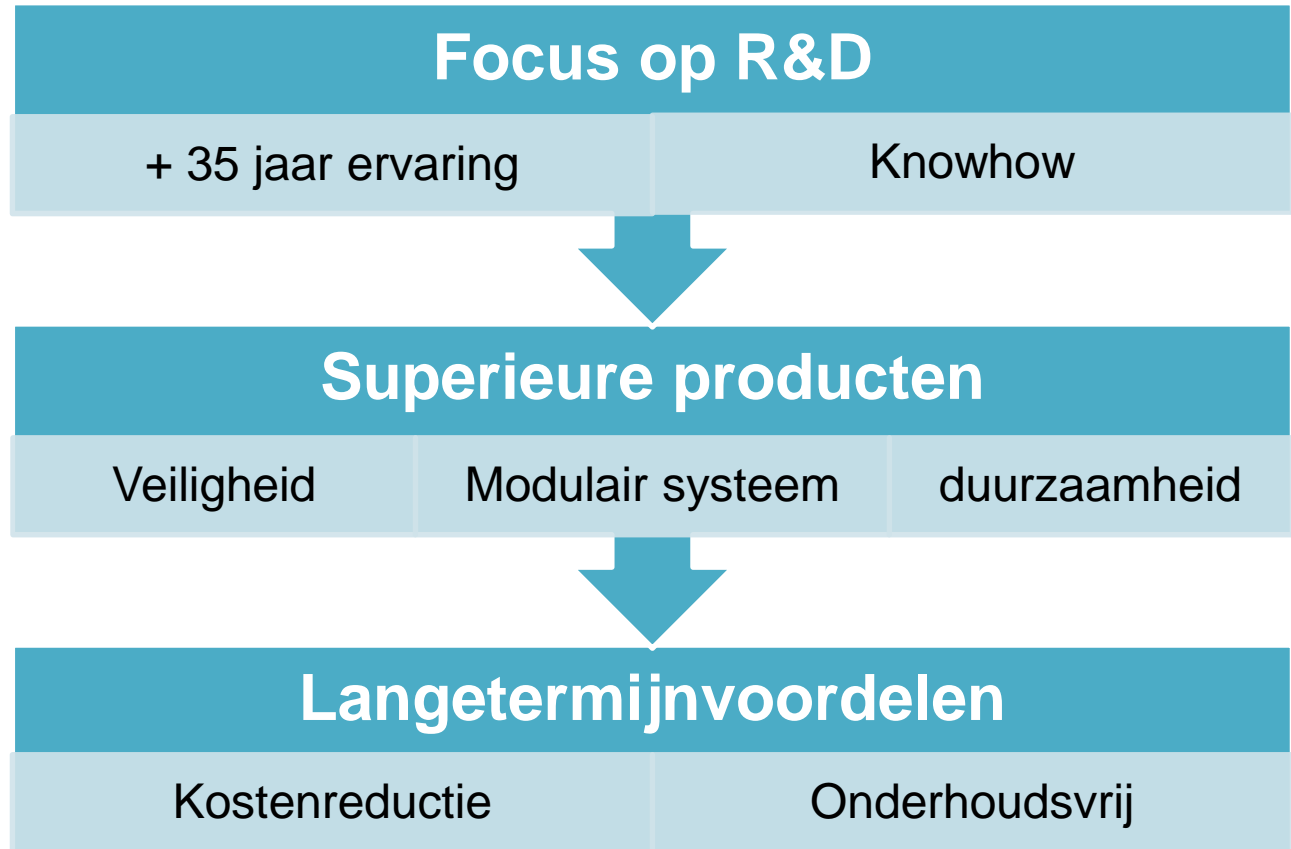 Focus op R&D
+ 35 jaar ervaring
Knowhow
Superieure producten
Veiligheid
Modulair systeem
duurzaamheid
Langetermijnvoordelen
Kostenreductie
Onderhoudsvrij